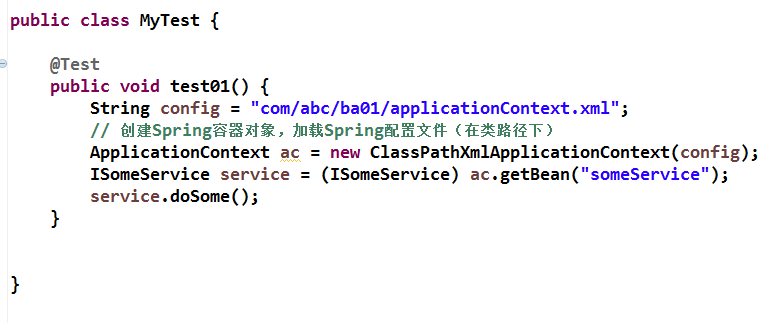 public class MyTest {
@Test
public void test01() {
String config = "com/abc/ba01/applicationContext.xml";
// 创建Spring容器对象，加载Spring配置文件（在类路径下）
ApplicationContext ac = new ClassPathXmlApplicationContext(config);
ISomeService service = (ISomeService) ac.getBean("someService");
service.doSome();
}
}